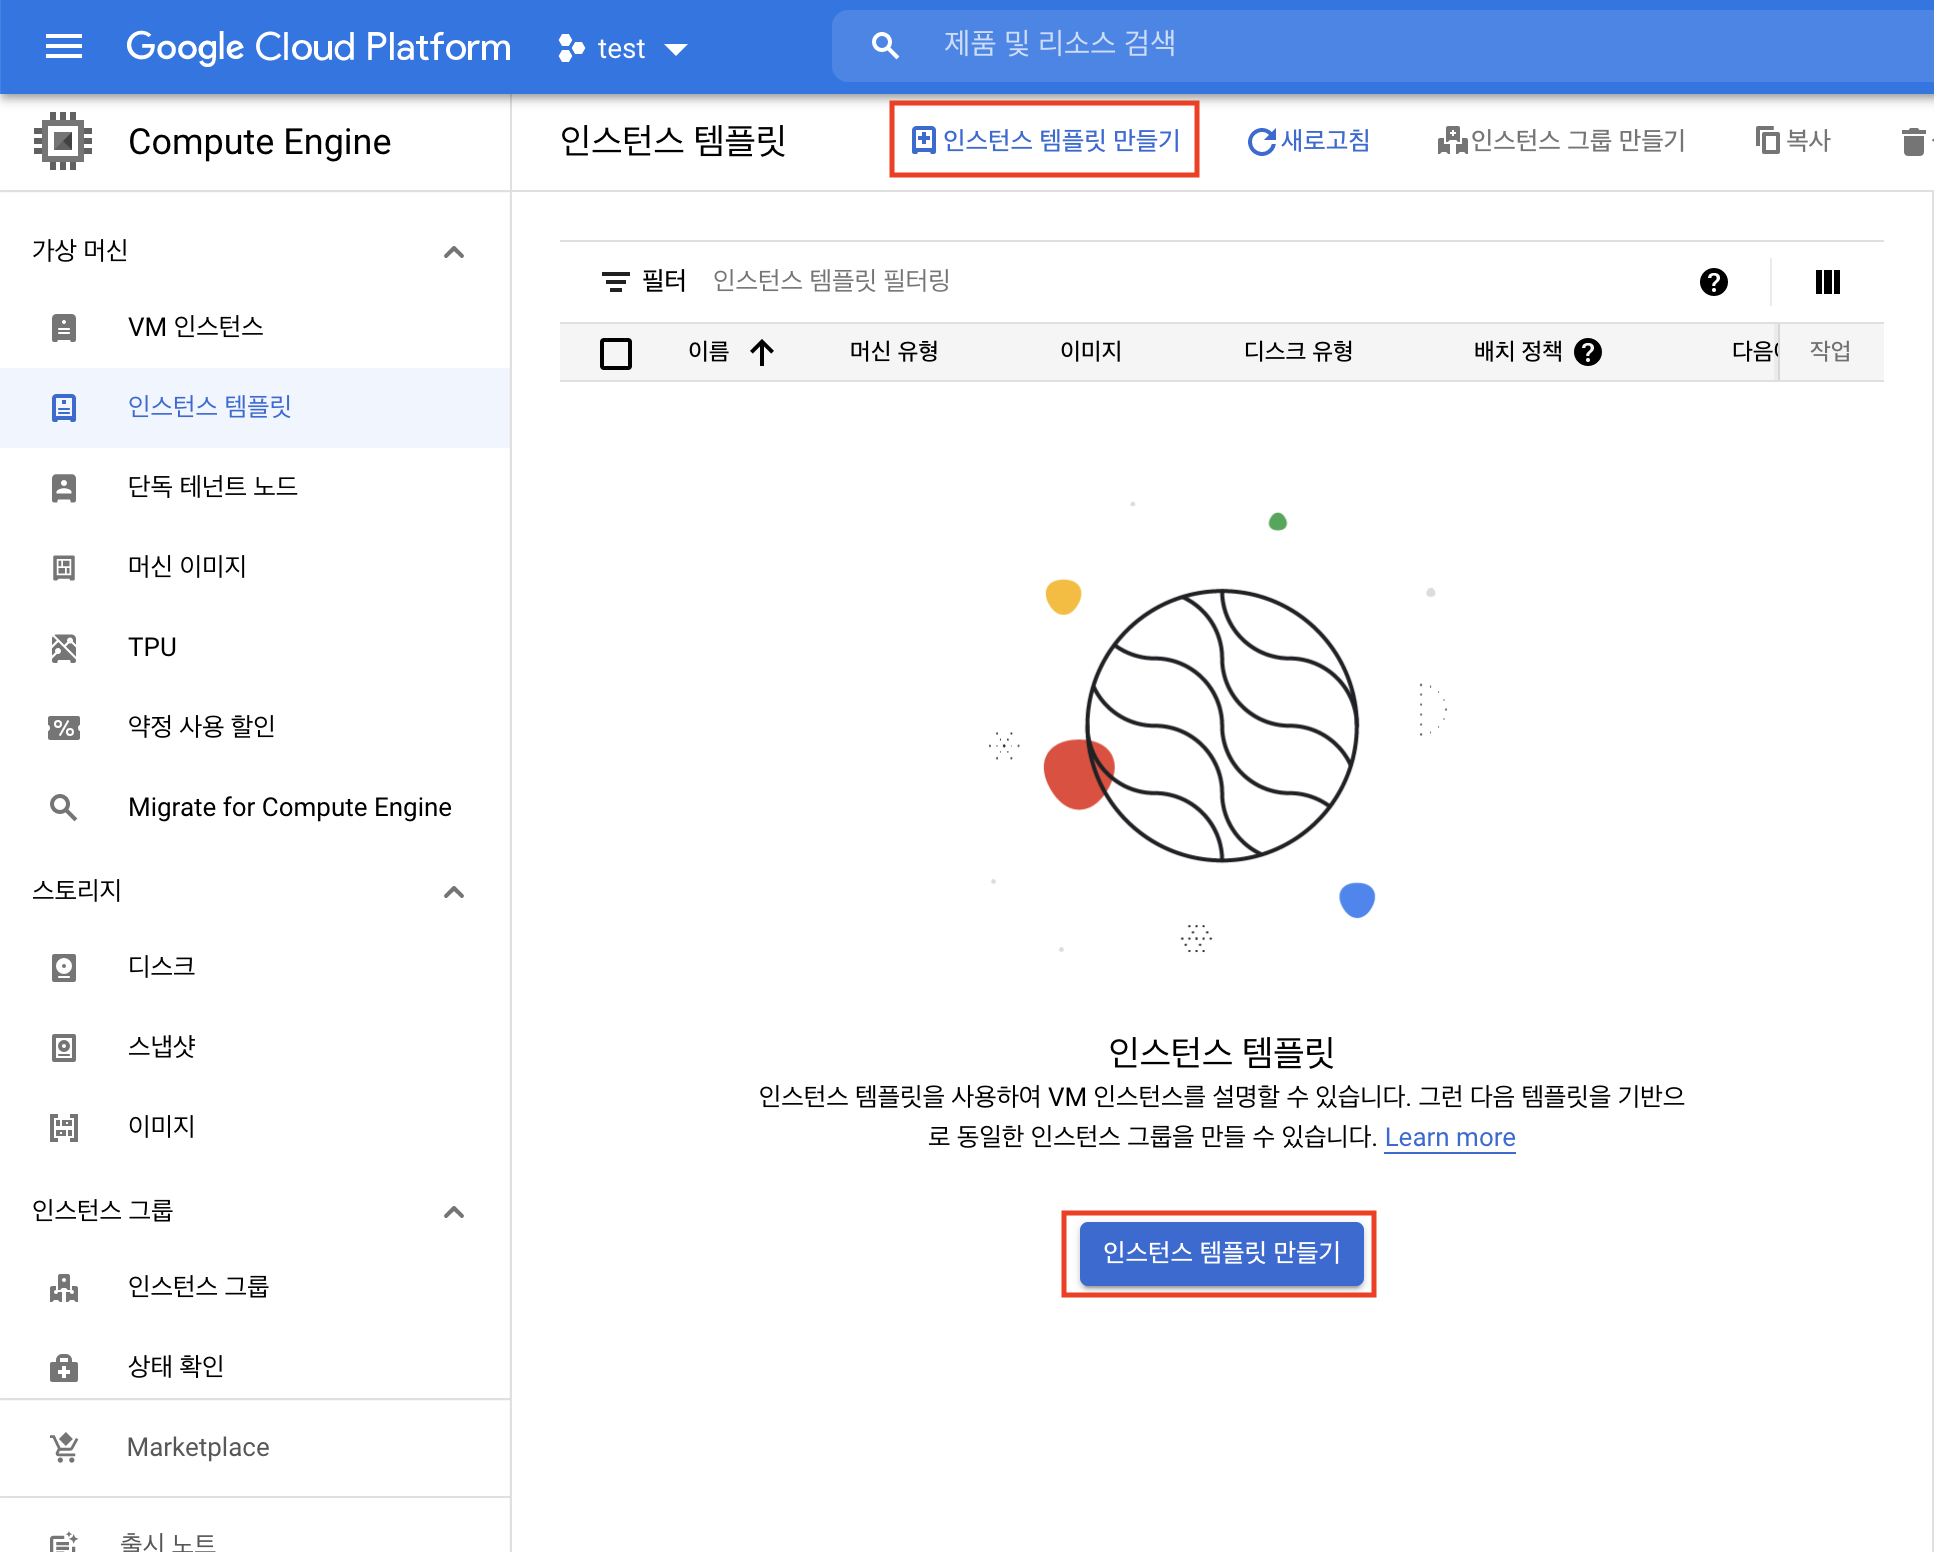 Google Cloud Platform test 제품 및 리소스 검색
Compute Engine
인스턴스 템플릿 인스턴스 템플릿 만들기 새로고침 인스턴스 그룹 만들기 복사
가상 머신
VM 인스턴스
인스턴스 템플릿
단독 테넌트 노드
머신 이미지
TPU
약정 사용 할인
Migrate for Compute Engine
스토리지
디스크
스냅샷
이미지
인스턴스 그룹
인스턴스 그룹
상태 확인
Marketplace
출시 노트
필터 인스턴스 템플릿 필터링
이름 머신 유형 이미지 디스크 유형 배치 정책 작업
인스턴스 템플릿
인스턴스 템플릿을 사용하여 VM 인스턴스를 설명할 수 있습니다. 그런 다음 템플릿을 기반으
로 동일한 인스턴스 그룹을 만들 수 있습니다. Learn more
인스턴스 템플릿 만들기